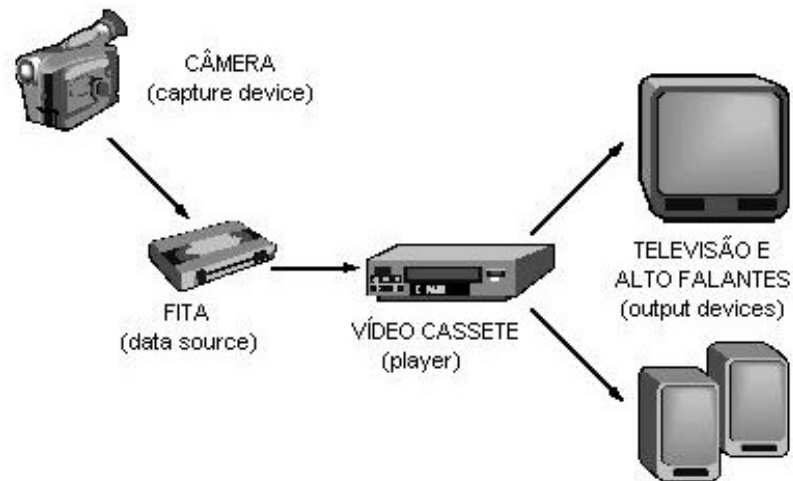 CÂMERA
(capture device)
FITA
(data source)
VÍDEO CASSETE
(player)
TELEVISÃO E
ALTO FALANTES
(output devices)